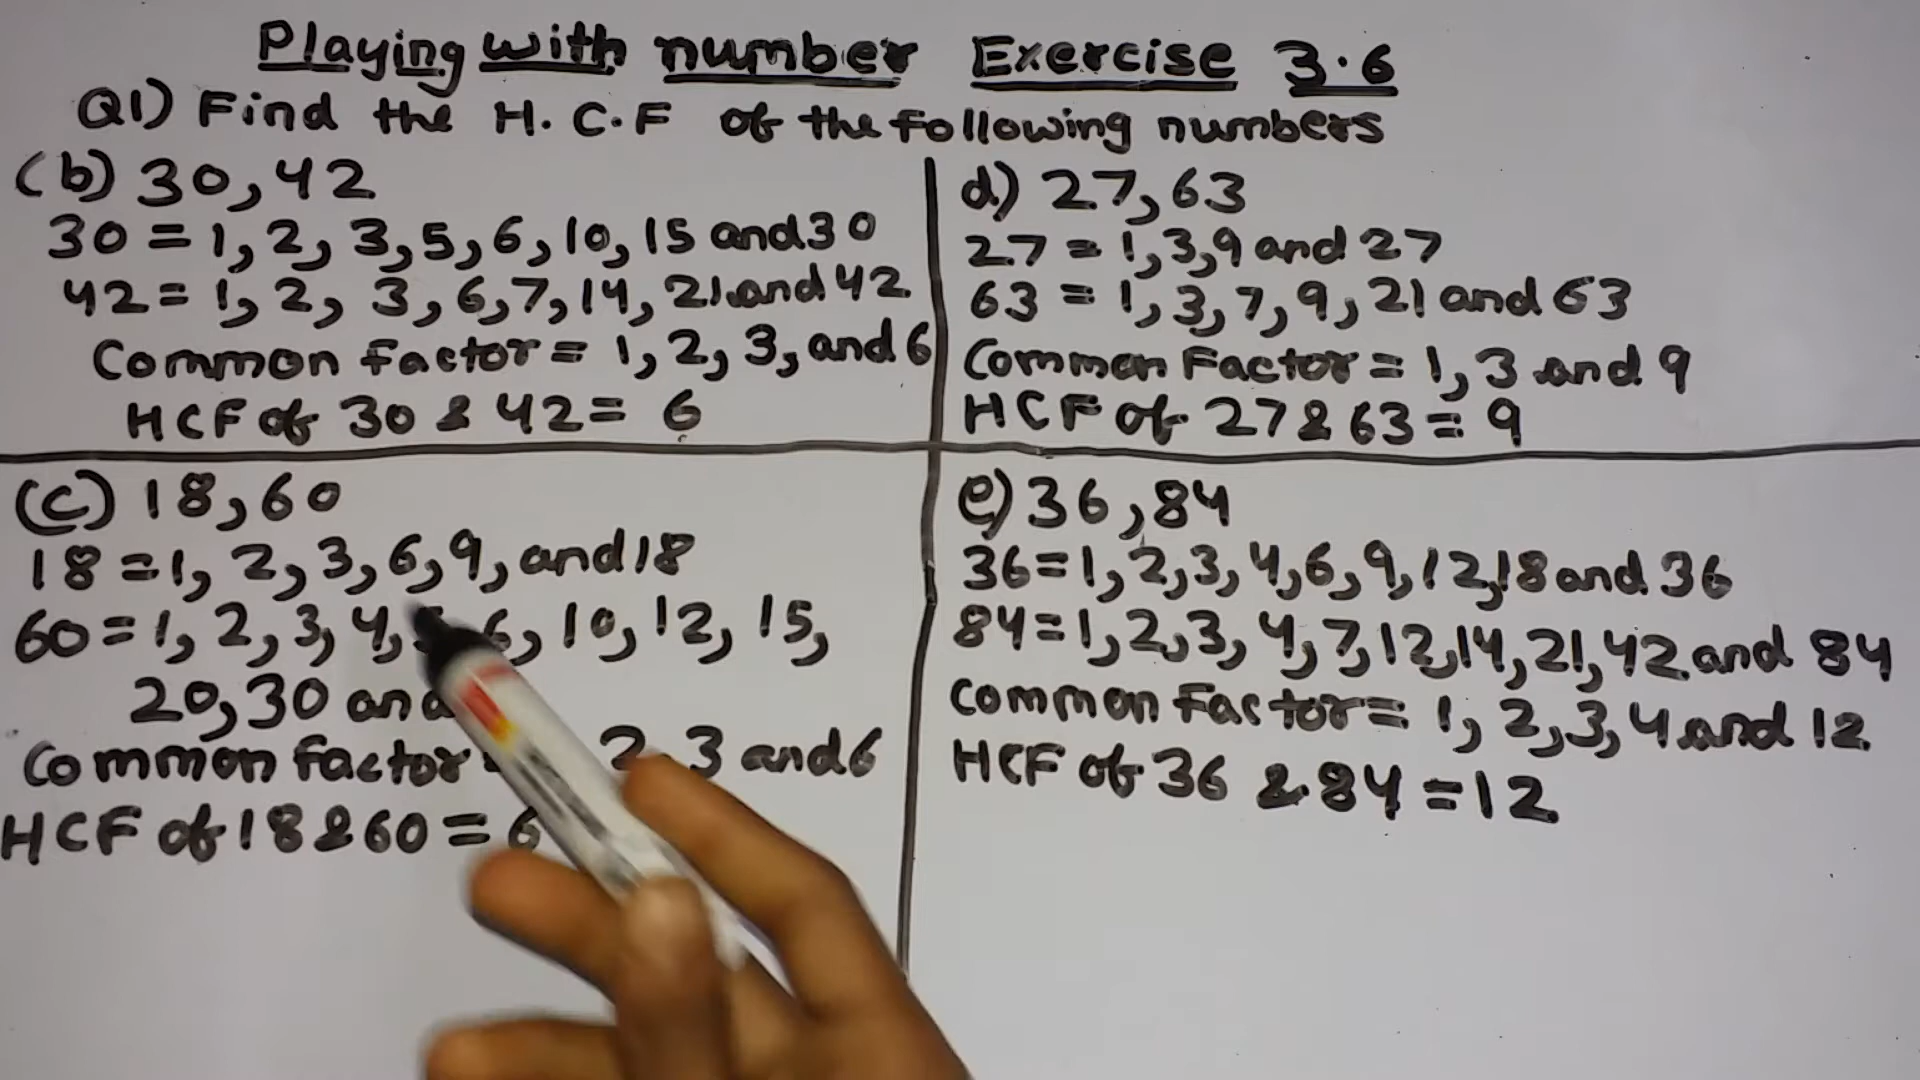 Playing with number Exercise 3.6
Q1) Find the H.C.F of the following numbers
(b) 30, 42
30 = 1, 2, 3, 5, 6, 10, 15 and 30
42 = 1, 2, 3, 6, 7, 14, 21 and 42
Common factor = 1, 2, 3, and 6
HCF of 30 & 42 = 6
(c) 18, 60
18 = 1, 2, 3, 6, 9, and 18
60 = 1, 2, 3, 4, 5, 6, 10, 12, 15,
20, 30 and
Common factor 2, 3 and 6
HCF of 18 & 60 = 6
d) 27, 63
27 = 1, 3, 9 and 27
63 = 1, 3, 7, 9, 21 and 63
Common Factor = 1, 3 and 9
HCF of 27 & 63 = 9
e) 36, 84
36 = 1, 2, 3, 4, 6, 9, 12, 18 and 36
84 = 1, 2, 3, 4, 7, 12, 14, 21, 42 and 84
Common Factor = 1, 2, 3, 4 and 12
HCF of 36 & 84 = 12